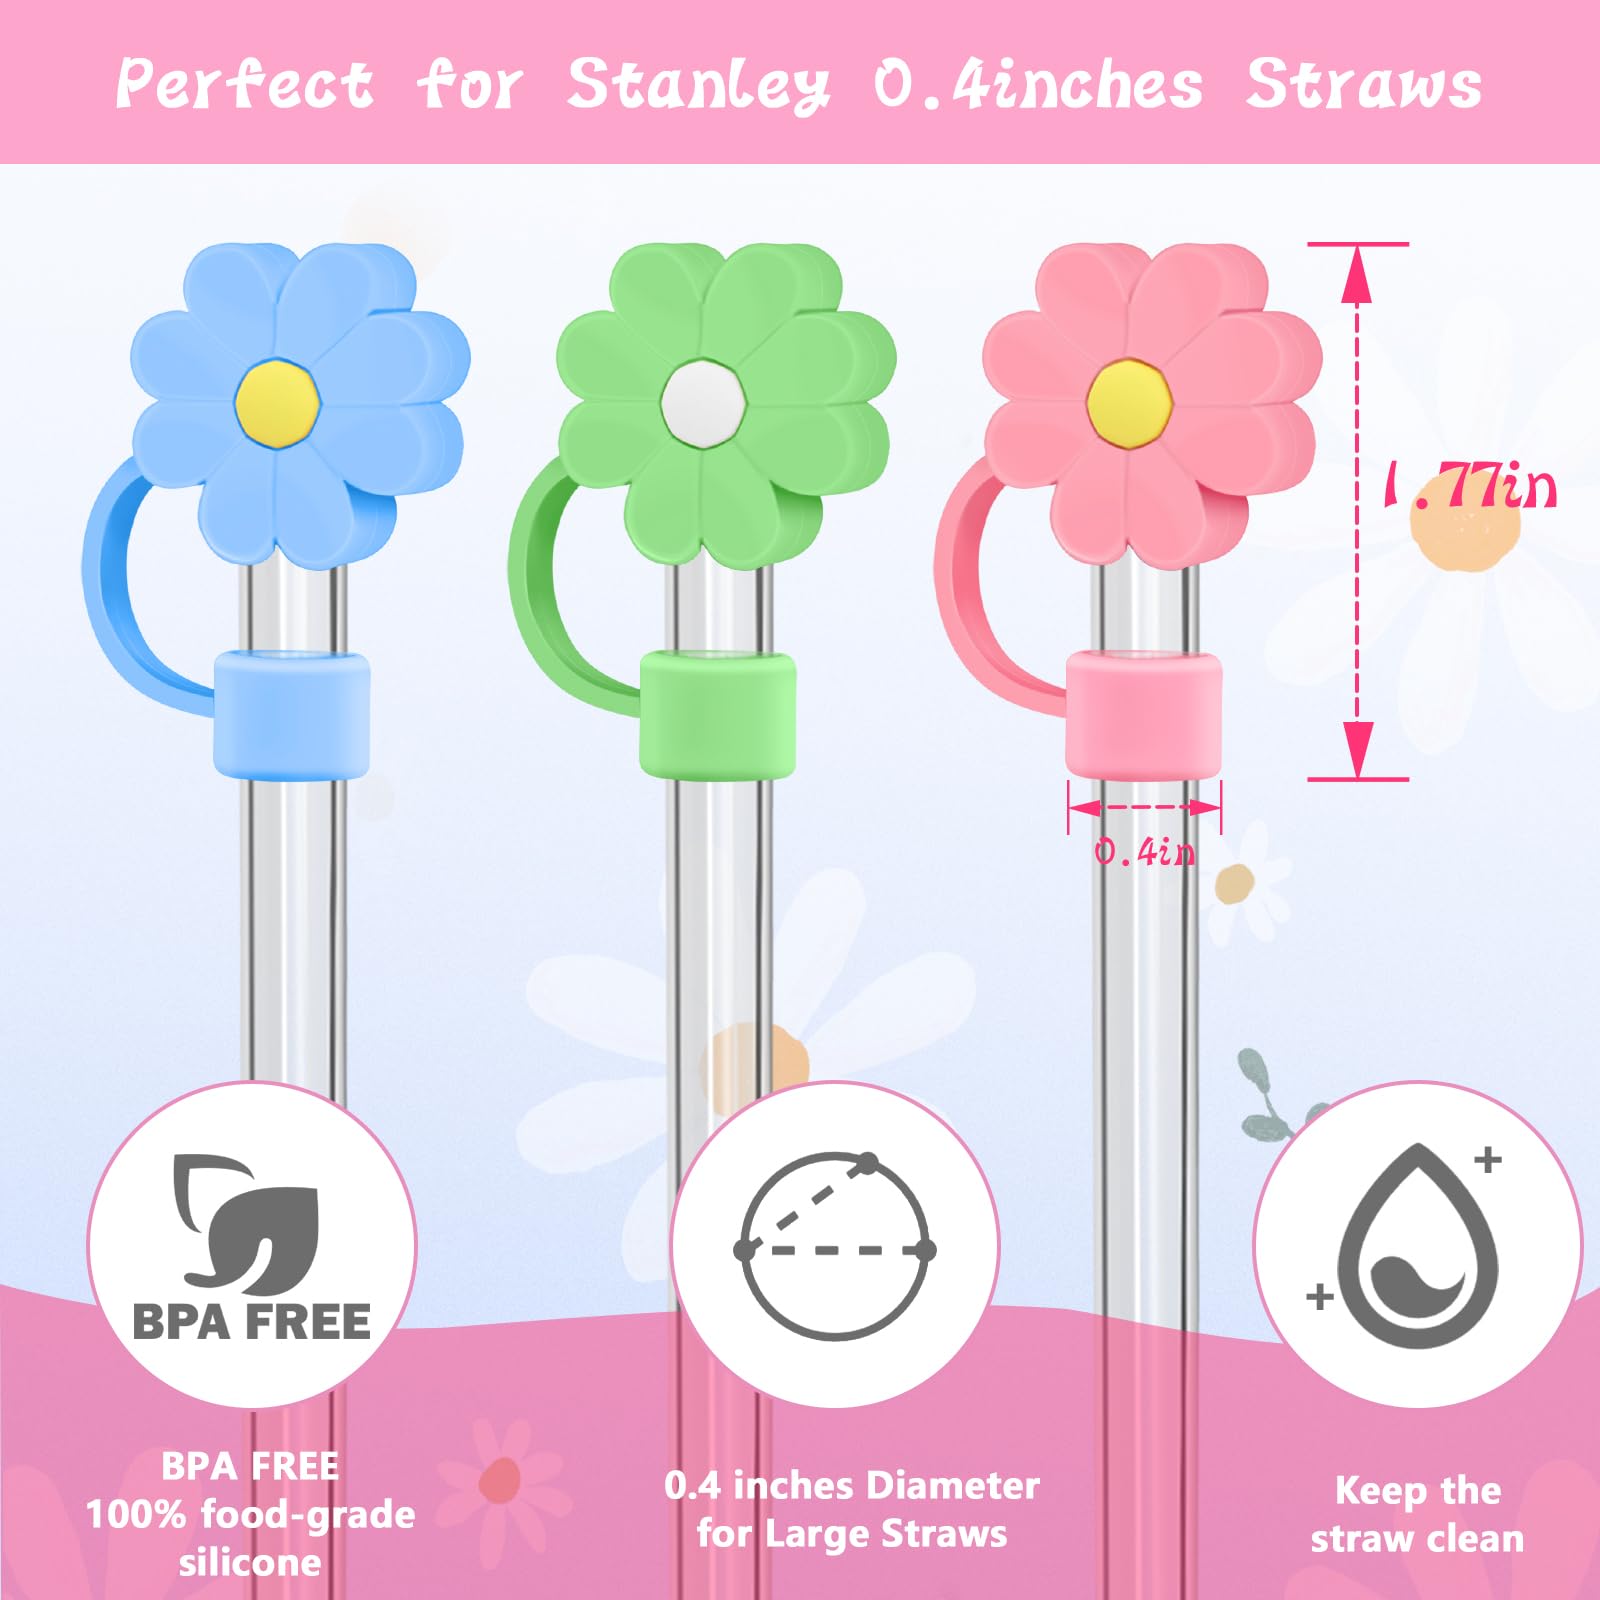 Perfect for Stanley 0.4inches Straws
1.77in
0.4in
BPA FREE
BPA FREE
100% food-grade
silicone
0.4 inches Diameter
for Large Straws
Keep the
straw clean